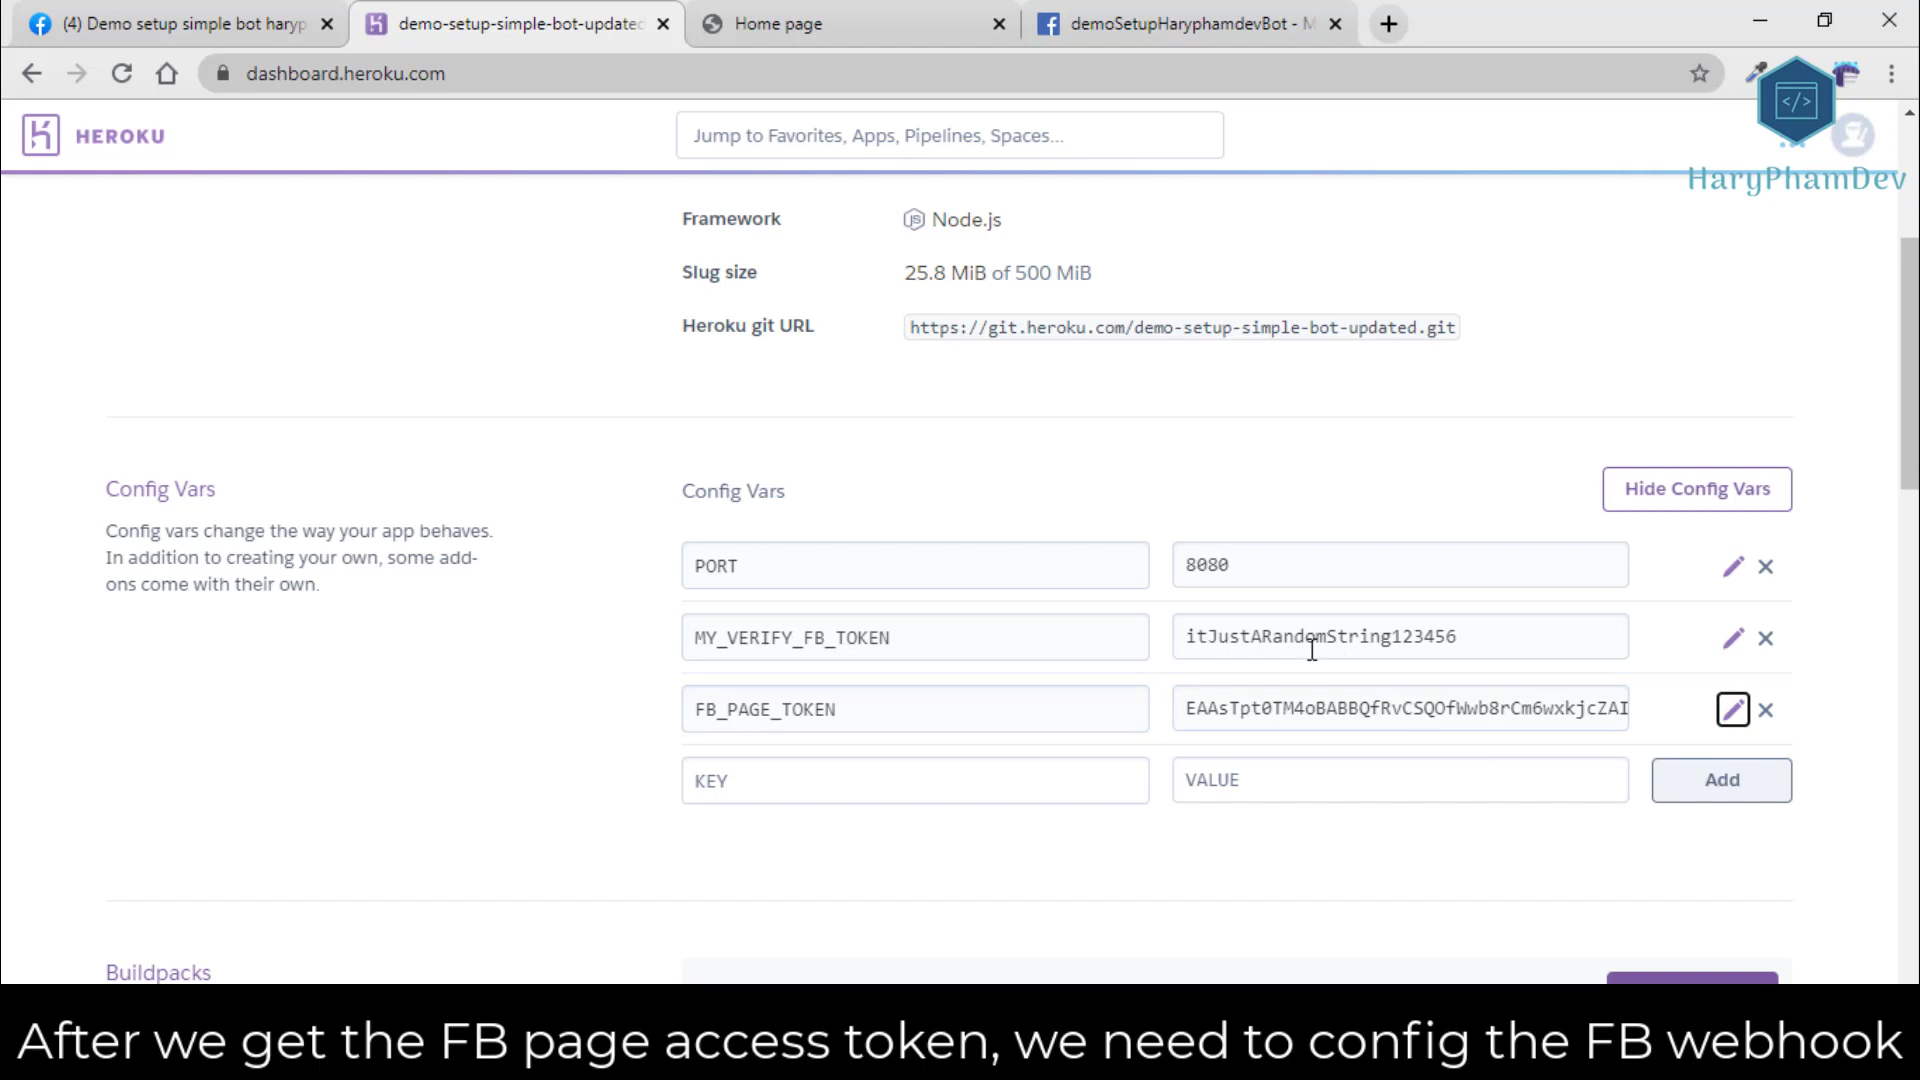 (4) Demo setup simple bot haryp
demo-setup-simple-bot-updated
Home page
demoSetupHaryphamdevBot - M
dashboard.heroku.com
</>
HEROKU
Jump to Favorites, Apps, Pipelines, Spaces...
HaryPhamDev
Framework
JS Node.js
Slug size
25.8 MiB of 500 MiB
Heroku git URL
https://git.heroku.com/demo-setup-simple-bot-updated.git
Config Vars
Config vars change the way your app behaves.
In addition to creating your own, some add-
ons come with their own.
Config Vars
Hide Config Vars
PORT
8080
MY_VERIFY_FB_TOKEN
itJustARandomString123456
FB_PAGE_TOKEN
EAAsTpt0TM4oBABBQfRvCSQOfWwb8rCm6wxkjcZAI
KEY
VALUE
Add
Buildpacks
After we get the FB page access token, we need to config the FB webhook